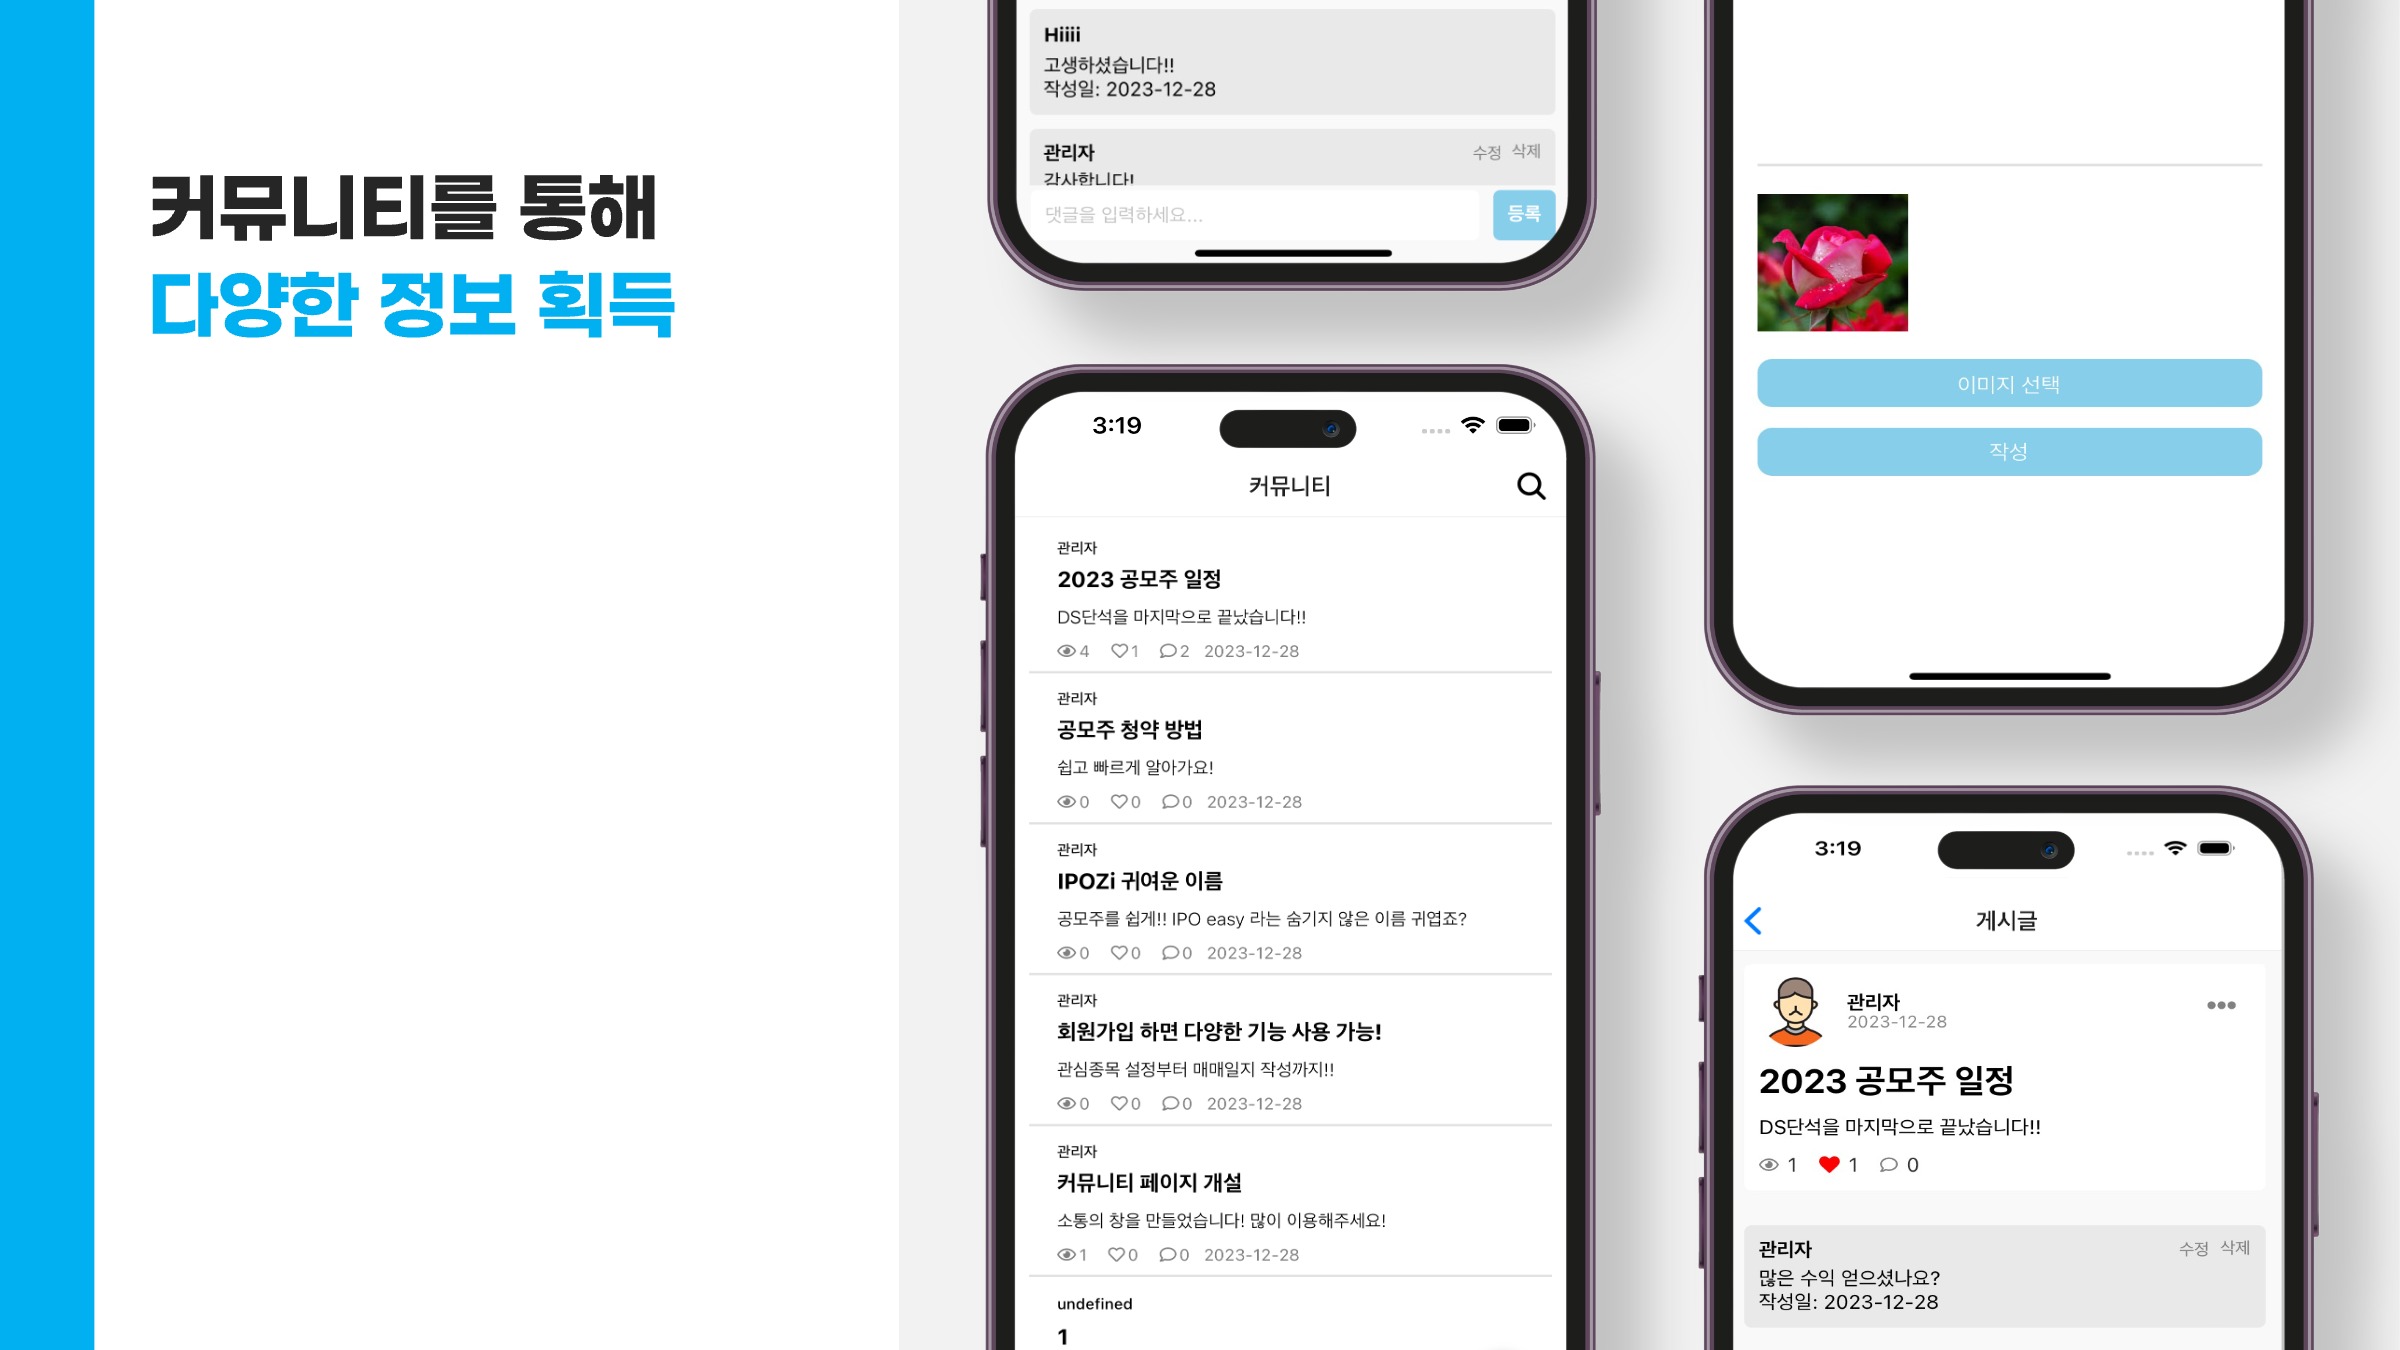 커뮤니티를 통해
다양한 정보 획득
Hiiii
고생하셨습니다!!
작성일: 2023-12-28
관리자
수정 삭제
감사합니다!
댓글을 입력하세요...
등록
3:19
커뮤니티
관리자
2023 공모주 일정
DS단석을 마지막으로 끝났습니다!!
4 1 2 2023-12-28
관리자
공모주 청약 방법
쉽고 빠르게 알아가요!
0 0 0 2023-12-28
관리자
IPOZi 귀여운 이름
공모주를 쉽게!! IPO easy 라는 숨기지 않은 이름 귀엽죠?
0 0 0 2023-12-28
관리자
회원가입 하면 다양한 기능 사용 가능!
관심종목 설정부터 매매일지 작성까지!!
0 0 0 2023-12-28
관리자
커뮤니티 페이지 개설
소통의 창을 만들었습니다! 많이 이용해주세요!
1 0 0 2023-12-28
undefined
1
이미지 선택
작성
3:19
게시글
관리자
2023-12-28
2023 공모주 일정
DS단석을 마지막으로 끝났습니다!!
1 1 0
관리자
수정 삭제
많은 수익 얻으셨나요?
작성일: 2023-12-28